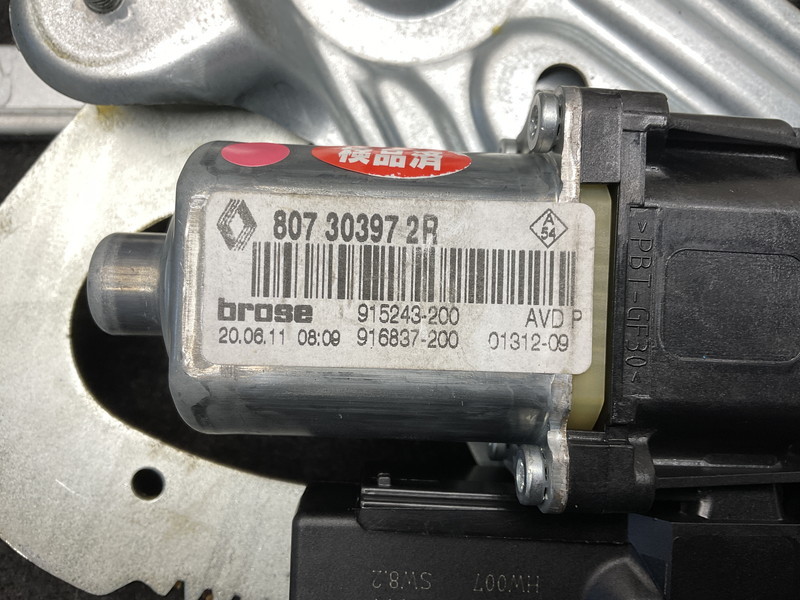 検品済
807 30397 2R
A
54
brose 915243-200 AVD P
20.06.11 08:09 916837-200 01312-09
>PBT-GF30<
HW007
SW8.2